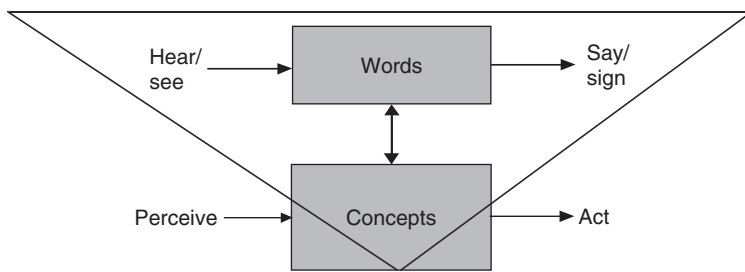 Hear/
see
Words
Say/
sign
Perceive
Concepts
Act